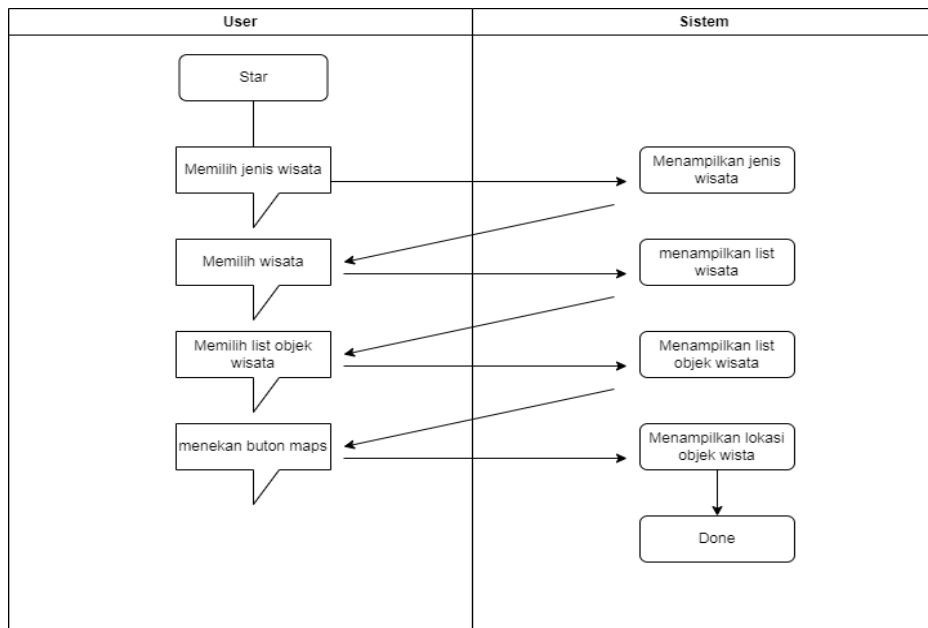 User
Sistem
Star
Memilih jenis wisata
Menampilkan jenis
wisata
Memilih wisata
menampilkan list
wisata
Memilih list objek
wisata
Menampilkan list
objek wisata
menekan buton maps
Menampilkan lokasi
objek wista
Done